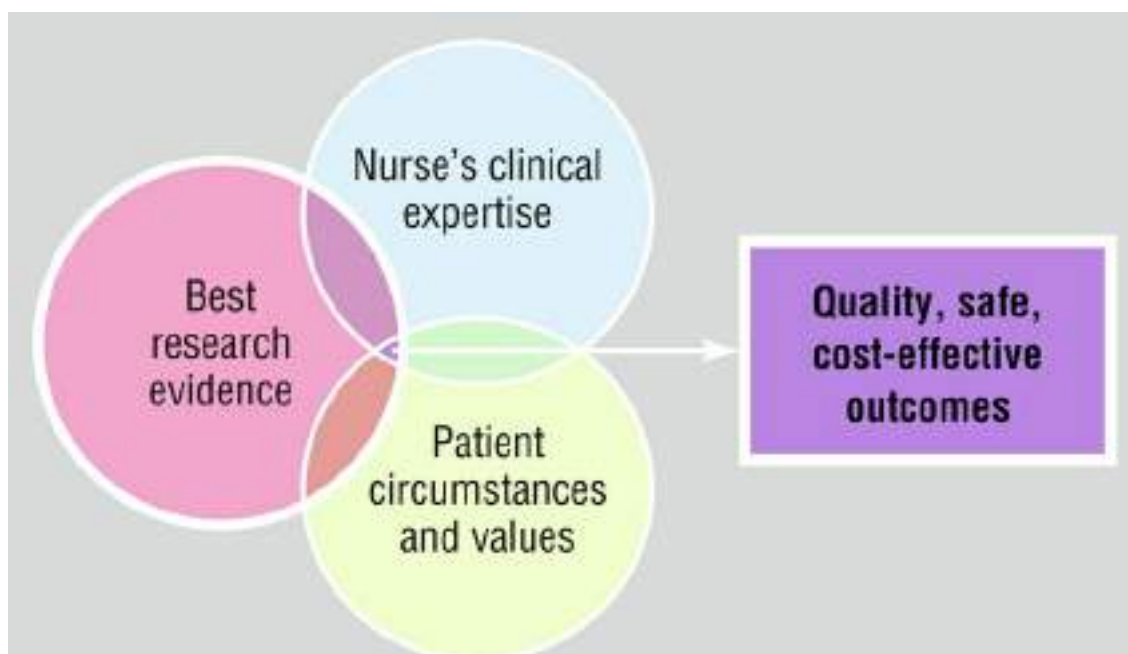 Nurse's clinical
expertise
Best
research
evidence
Patient
circumstances
and values
Quality, safe,
cost-effective
outcomes